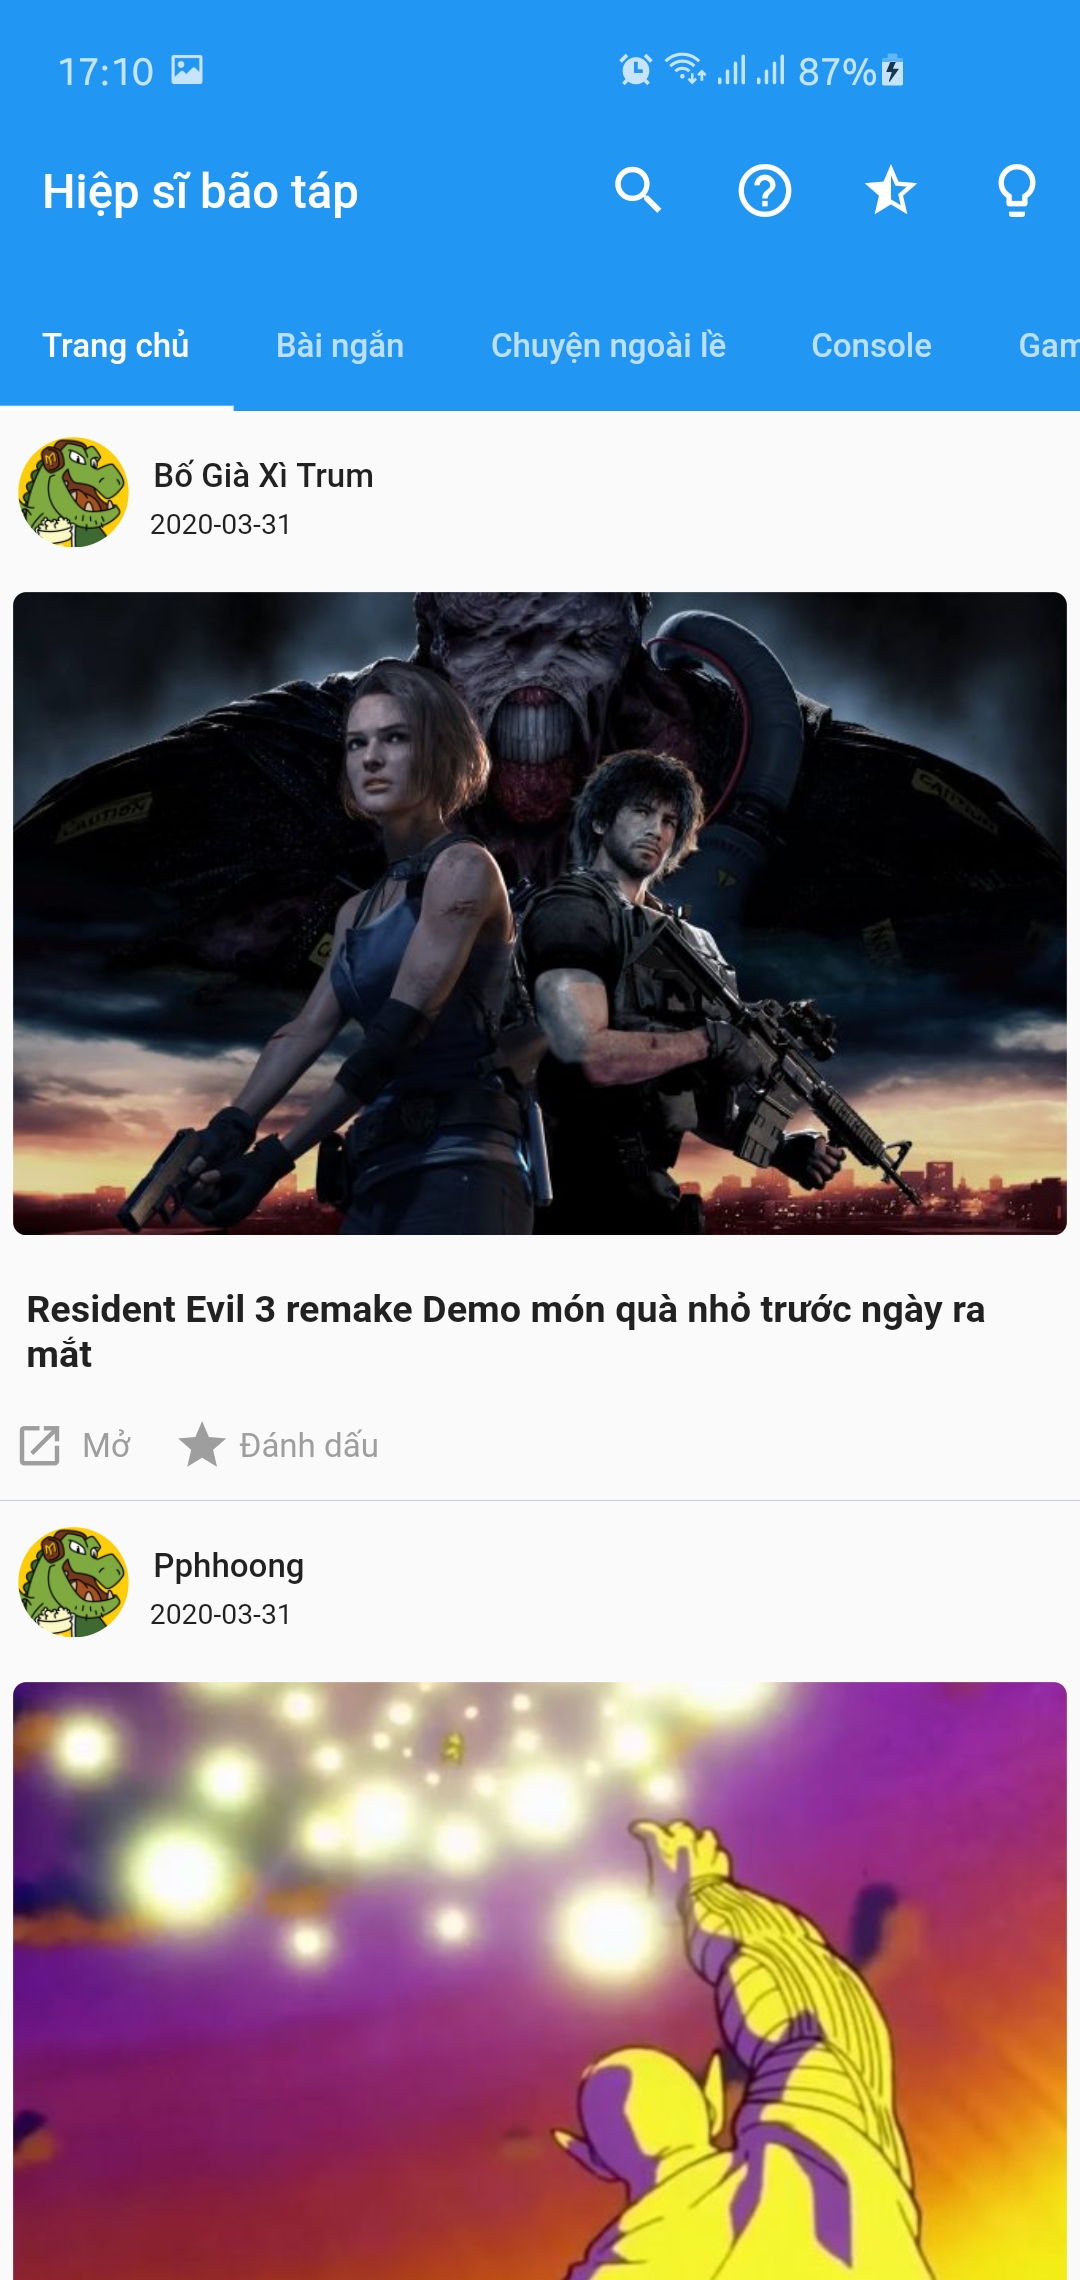 17:10 87%
Hiệp sĩ bão táp
Trang chủ Bài ngắn Chuyện ngoài lề Console Gam
Bố Già Xì Trum
2020-03-31
CAUTION
Resident Evil 3 remake Demo món quà nhỏ trước ngày ra
mắt
Mở Đánh dấu
Pphhoong
2020-03-31